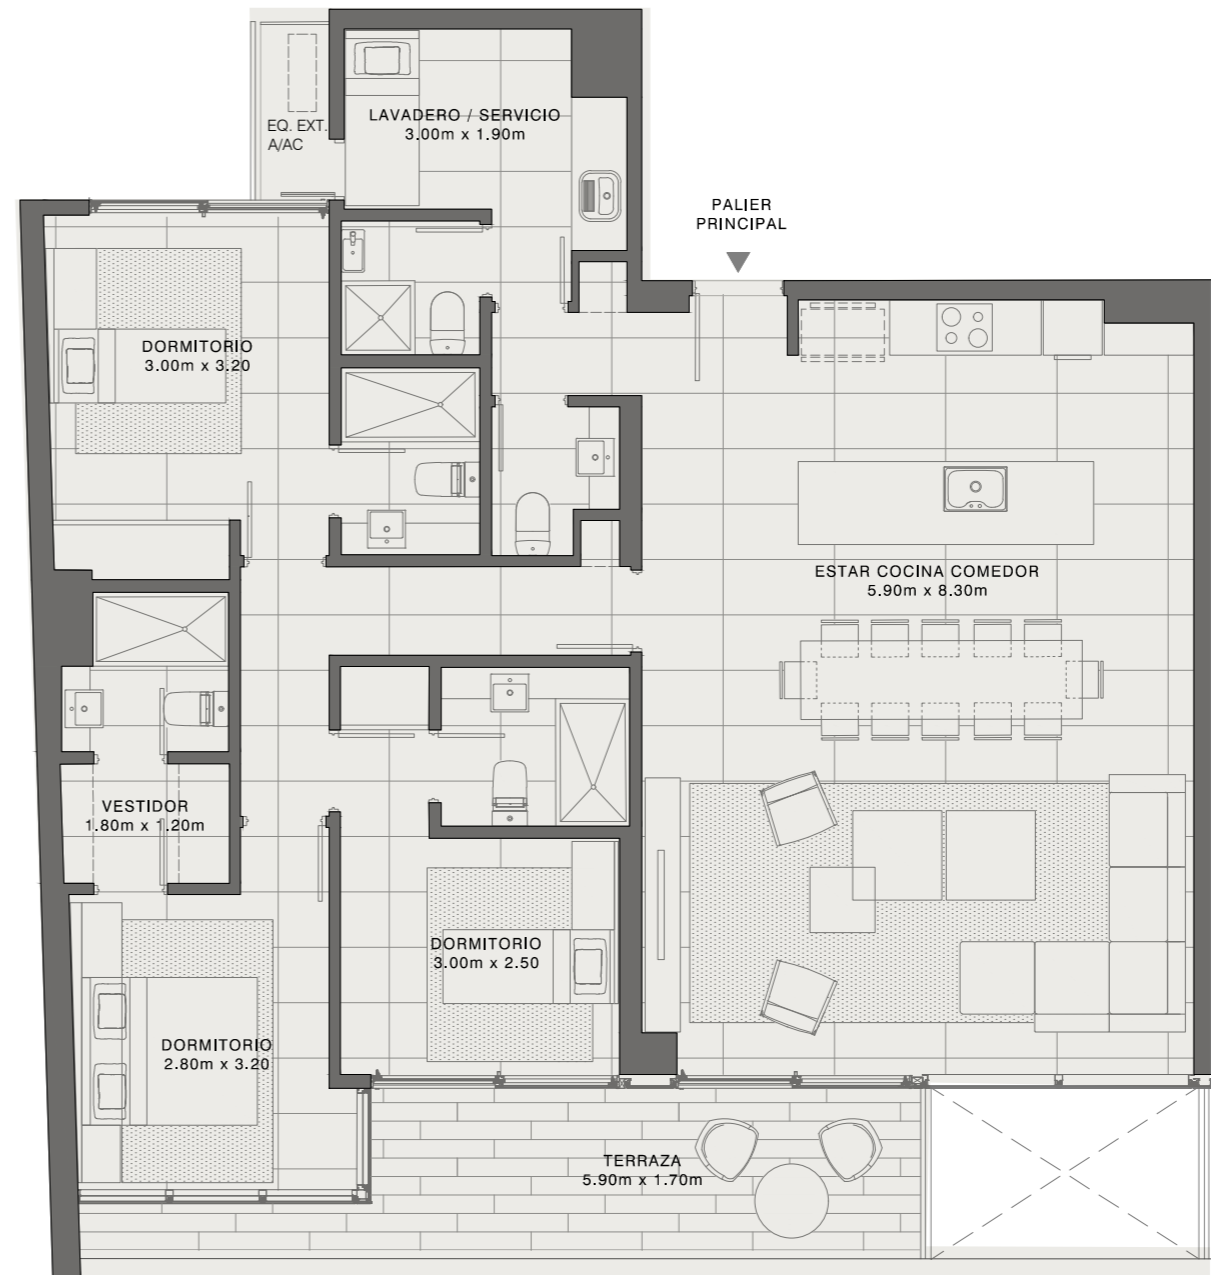 LAVADERO / SERVICIO
3.00m x 1.90m
EQ. EXT.
A/AC
PALIER
PRINCIPAL
DORMITORIO
3.00m x 3.20
ESTAR COCINA COMEDOR
5.90m x 8.30m
VESTIDOR
1.80m x 1.20m
DORMITORIO
3.00m x 2.50
DORMITORIO
2.80m x 3.20
TERRAZA
5.90m x 1.70m